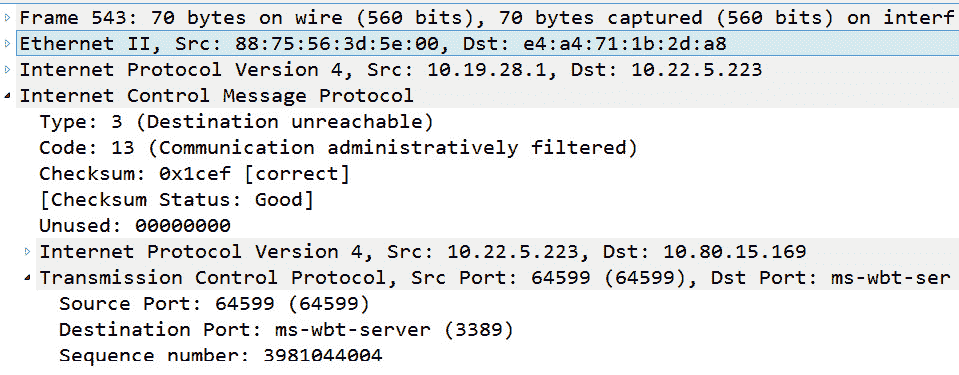 Frame 543: 70 bytes on wire (560 bits), 70 bytes captured (560 bits) on interf
Ethernet II, Src: 88:75:56:3d:5e:00, Dst: e4:a4:71:1b:2d:a8
Internet Protocol Version 4, Src: 10.19.28.1, Dst: 10.22.5.223
Internet Control Message Protocol
Type: 3 (Destination unreachable)
Code: 13 (Communication administratively filtered)
Checksum: 0x1cef [correct]
[Checksum Status: Good]
Unused: 00000000
Internet Protocol Version 4, Src: 10.22.5.223, Dst: 10.80.15.169
Transmission Control Protocol, Src Port: 64599 (64599), Dst Port: ms-wbt-ser
Source Port: 64599 (64599)
Destination Port: ms-wbt-server (3389)
Sequence number: 3981044004